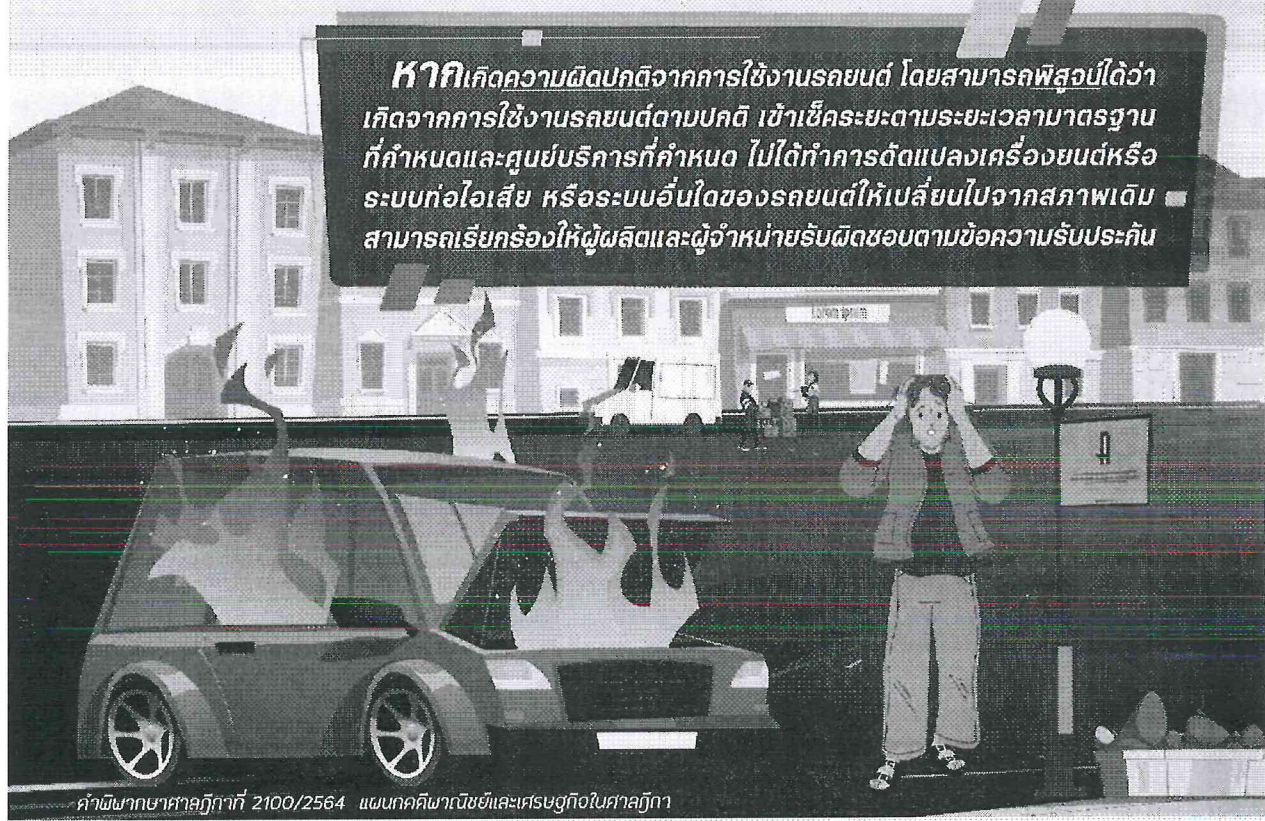 หากเกิดความผิดปกติจากการใช้งานรถยนต์ โดยสามารถพิสูจน์ได้ว่า
เกิดจากการใช้งานรถยนต์ตามปกติ เข้าเช็คระยะตามระยะเวลามาตรฐาน
ที่กำหนดและศูนย์บริการที่กำหนด ไม่ได้ทำการดัดแปลงเครื่องยนต์หรือ
ระบบท่อไอเสีย หรือระบบอื่นใดของรถยนต์ให้เปลี่ยนไปจากสภาพเดิม
สามารถเรียกร้องให้ผู้ผลิตและผู้จำหน่ายรับผิดชอบตามข้อความรับประกัน
Lorem Ipsum
คำพิพากษาศาลฎีกาที่ 2100/2564 แผนกคดีพาณิชย์และเศรษฐกิจในศาลฎีกา